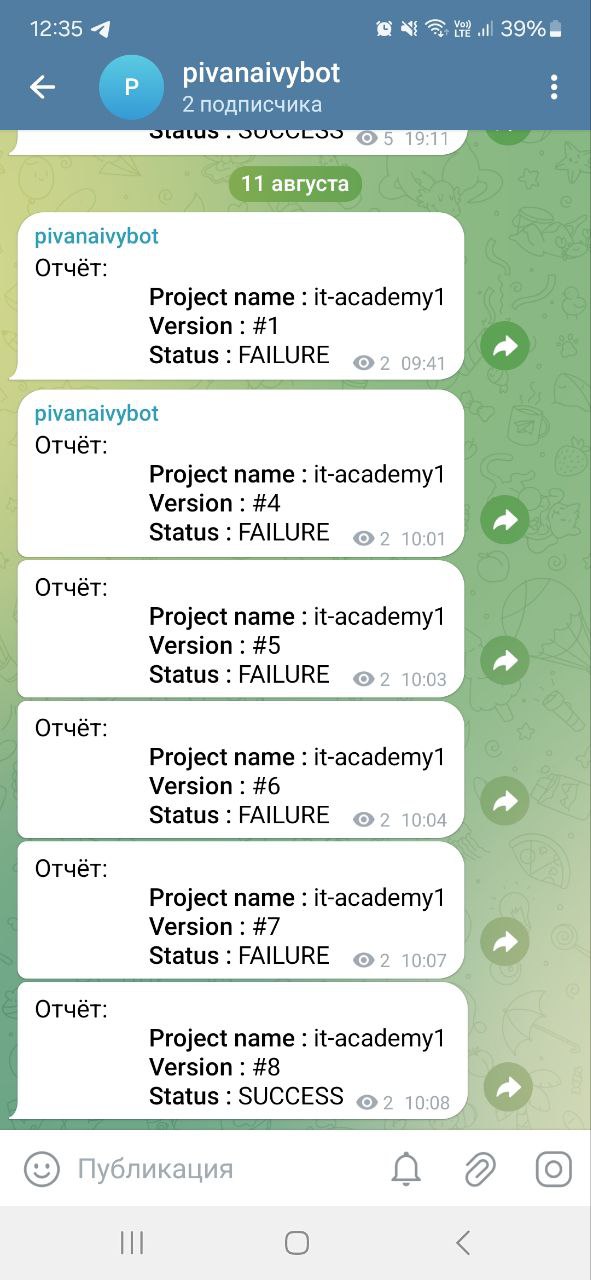 12:35 Vo)) LTE 39%
P pivanaivybot
2 подписчика
Status : SUCCESS 5 19:11
11 августа
pivanaivybot
Отчёт:
Project name : it-academy1
Version : #1
Status : FAILURE 2 09:41
pivanaivybot
Отчёт:
Project name : it-academy1
Version : #4
Status : FAILURE 2 10:01
Отчёт:
Project name : it-academy1
Version : #5
Status : FAILURE 2 10:03
Отчёт:
Project name : it-academy1
Version : #6
Status : FAILURE 2 10:04
Отчёт:
Project name : it-academy1
Version : #7
Status : FAILURE 2 10:07
Отчёт:
Project name : it-academy1
Version : #8
Status : SUCCESS 2 10:08
Публикация